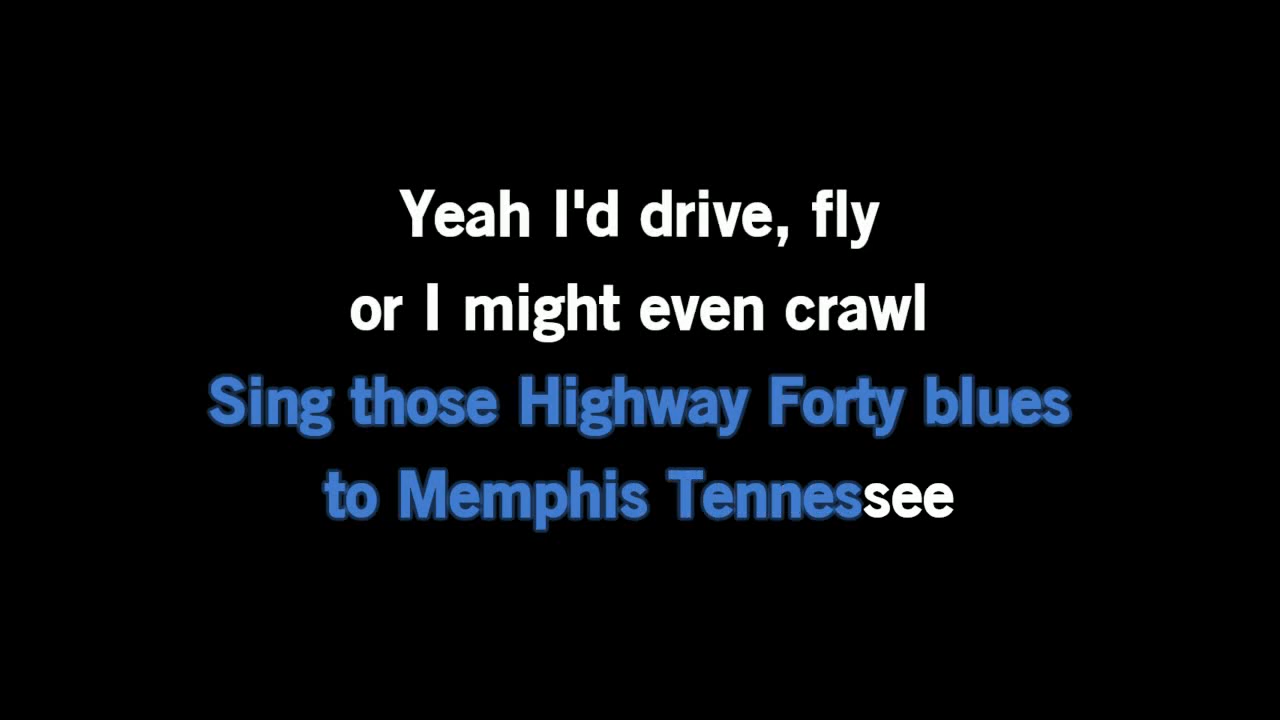 Yeah I'd drive, fly
or I might even crawl
Sing those Highway Forty blues
to Memphis Tennessee